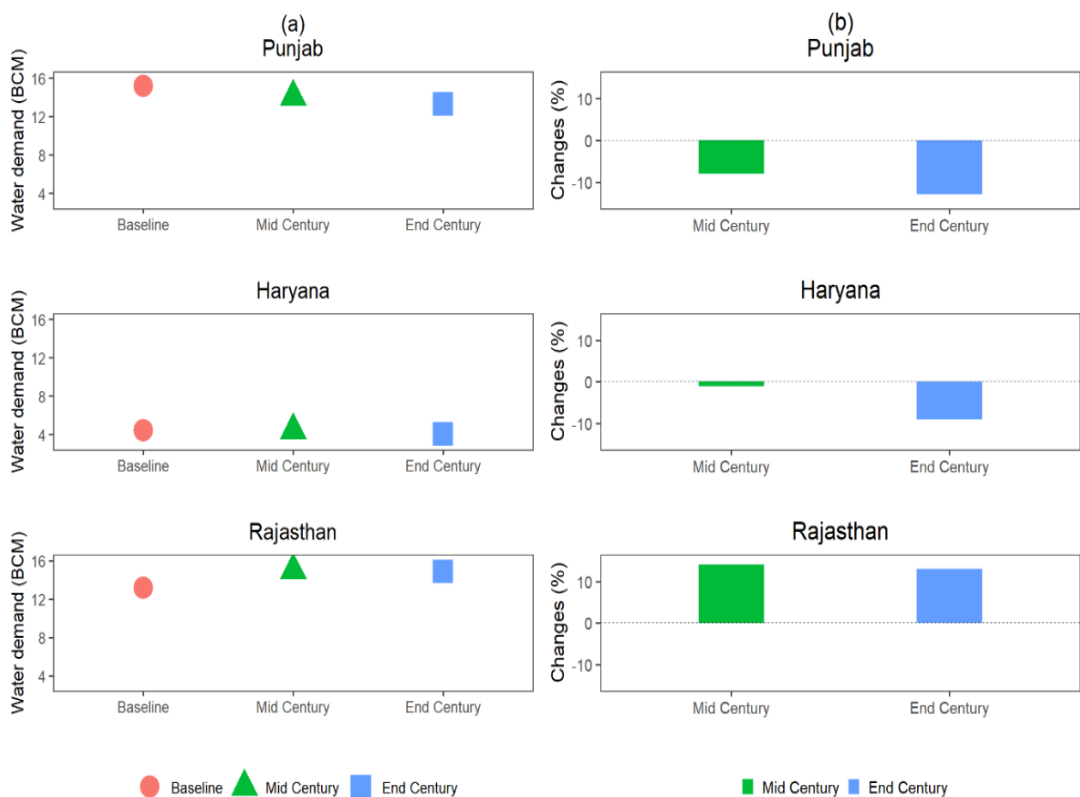 (a)
Punjab
Water demand (BCM)
16
12
8
4
Baseline Mid Century End Century
(b)
Punjab
Changes (%)
10
0
-10
Mid Century End Century
Haryana
Water demand (BCM)
16
12
8
4
Baseline Mid Century End Century
Haryana
Changes (%)
10
0
-10
Mid Century End Century
Rajasthan
Water demand (BCM)
16
12
8
4
Baseline Mid Century End Century
Rajasthan
Changes (%)
10
0
-10
Mid Century End Century
Baseline Mid Century End Century
Mid Century End Century